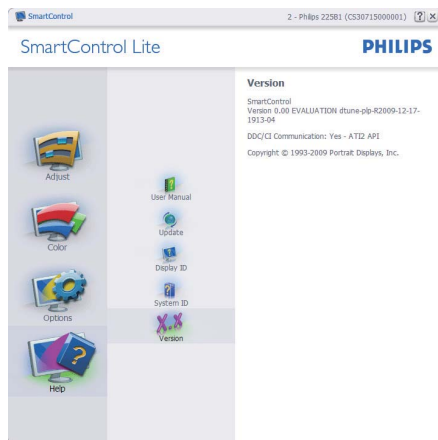 SmartControl
2 - Philips 225B1 (CS30715000001)
SmartControl Lite
PHILIPS
Adjust
Color
Options
Help
User Manual
Update
Display ID
System ID
X.X
Version
Version
SmartControl
Version 0.00 EVALUATION dtune-plp-R2009-12-17-
1913-04
DDC/CI Communication: Yes - ATI2 API
Copyright © 1993-2009 Portrait Displays, Inc.